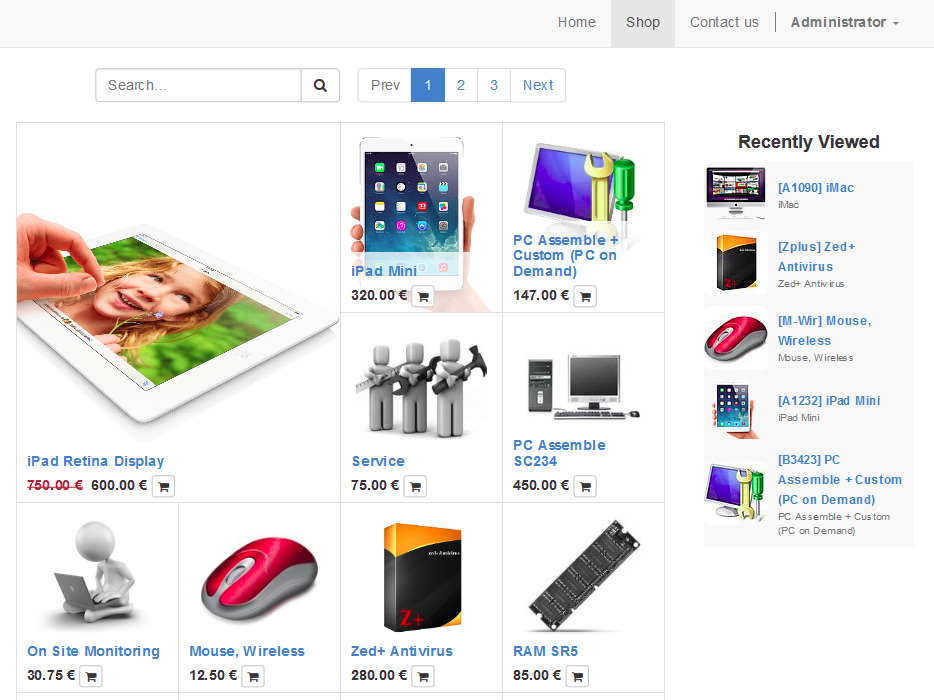 Home
Shop
Contact us
Administrator
Search...
Prev
1
2
3
Next
iPad Mini
320.00 €
PC Assemble +
Custom (PC on
Demand)
147.00 €
iPad Retina Display
750.00 € 600.00 €
Service
75.00 €
PC Assemble
SC234
450.00 €
On Site Monitoring
30.75 €
Mouse, Wireless
12.50 €
Zed+ Antivirus
Z+
Zed+ Antivirus
280.00 €
RAM SR5
85.00 €
Recently Viewed
[A1090] iMac
iMac
Z+
[Zplus] Zed+
Antivirus
Zed+ Antivirus
[M-Wir] Mouse,
Wireless
Mouse, Wireless
[A1232] iPad Mini
iPad Mini
[B3423] PC
Assemble + Custom
(PC on Demand)
PC Assemble + Custom
(PC on Demand)